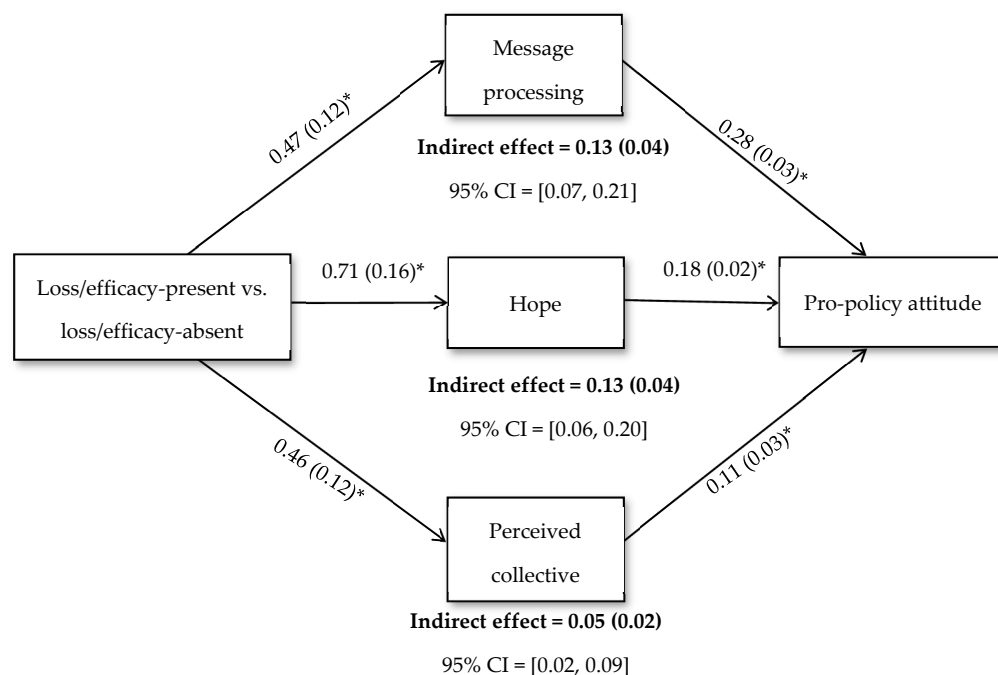 Message
processing
0.47 (0.12)*
0.28 (0.03)*
Indirect effect = 0.13 (0.04)
95% CI = [0.07, 0.21]
Loss/efficacy-present vs.
loss/efficacy-absent
0.71 (0.16)*
Hope
0.18 (0.02)*
Pro-policy attitude
Indirect effect = 0.13 (0.04)
95% CI = [0.06, 0.20]
0.46 (0.12)*
0.11 (0.03)*
Perceived
collective
Indirect effect = 0.05 (0.02)
95% CI = [0.02, 0.09]